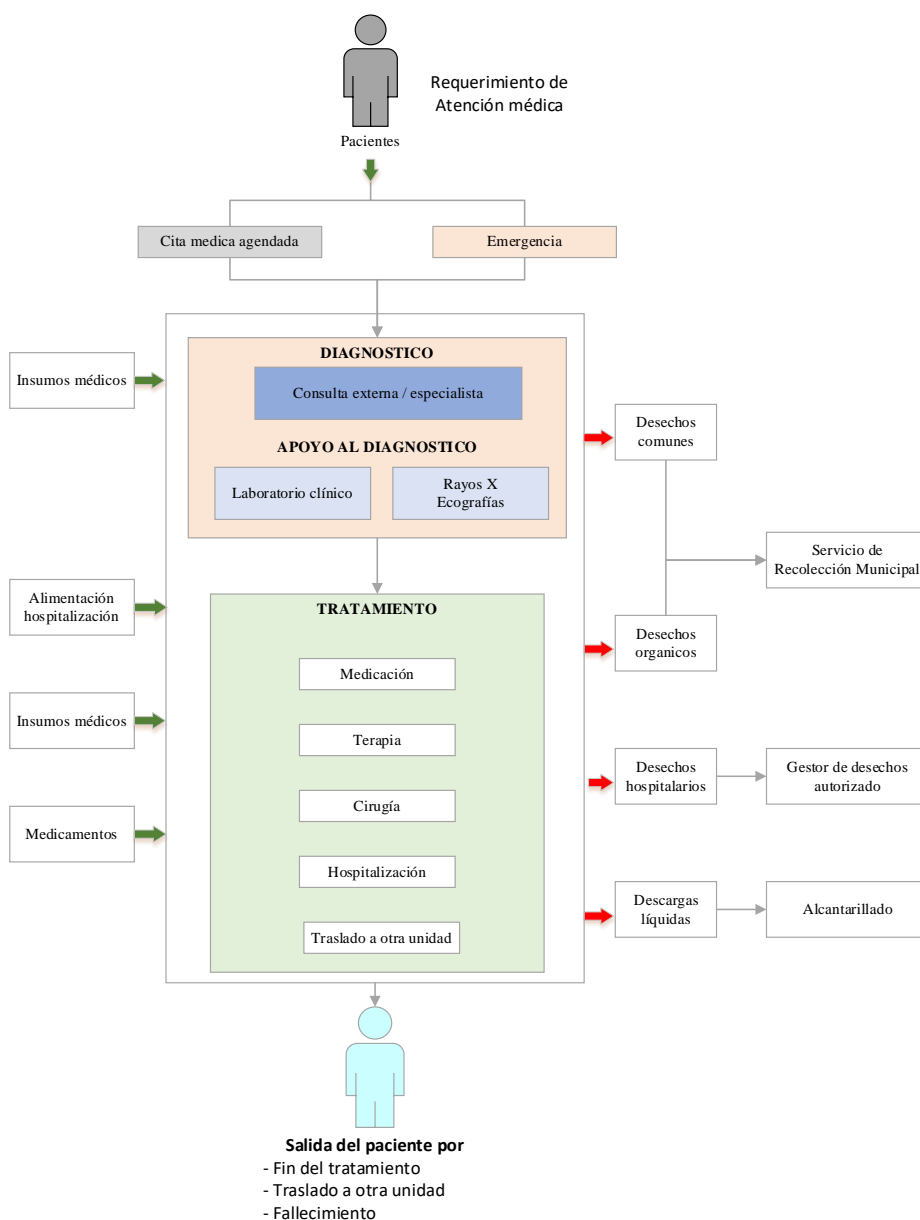 Requerimiento de
Atención médica
Pacientes
Cita medica agendada
Emergencia
DIAGNOSTICO
Consulta externa / especialista
APOYO AL DIAGNOSTICO
Laboratorio clínico
Rayos X
Ecografías
Insumos médicos
Alimentación
hospitalización
Insumos médicos
Medicamentos
TRATAMIENTO
Medicación
Terapia
Cirugía
Hospitalización
Traslado a otra unidad
Desechos
comunes
Desechos
organicos
Servicio de
Recolección Municipal
Desechos
hospitalarios
Gestor de desechos
autorizado
Descargas
líquidas
Alcantarillado
Salida del paciente por
- Fin del tratamiento
- Traslado a otra unidad
- Fallecimiento